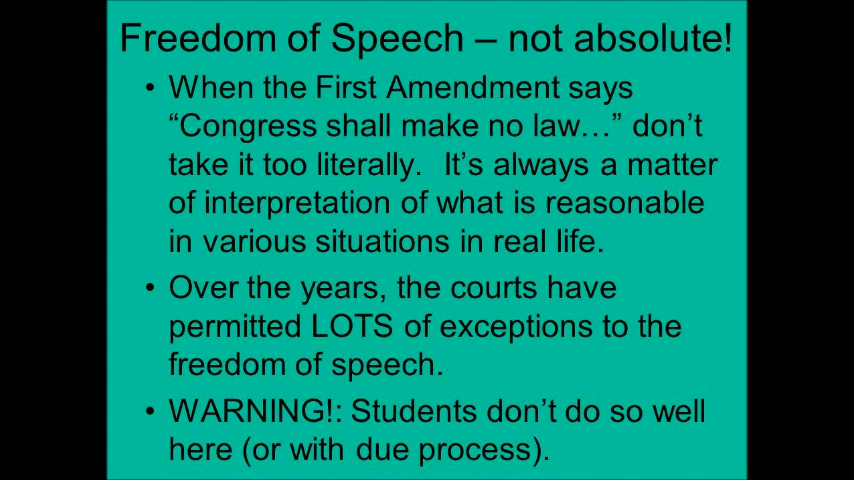 Freedom of Speech – not absolute!
• When the First Amendment says
“Congress shall make no law…” don’t
take it too literally.  It’s always a matter
of interpretation of what is reasonable
in various situations in real life.
• Over the years, the courts have
permitted LOTS of exceptions to the
freedom of speech.
• WARNING!: Students don’t do so well
here (or with due process).